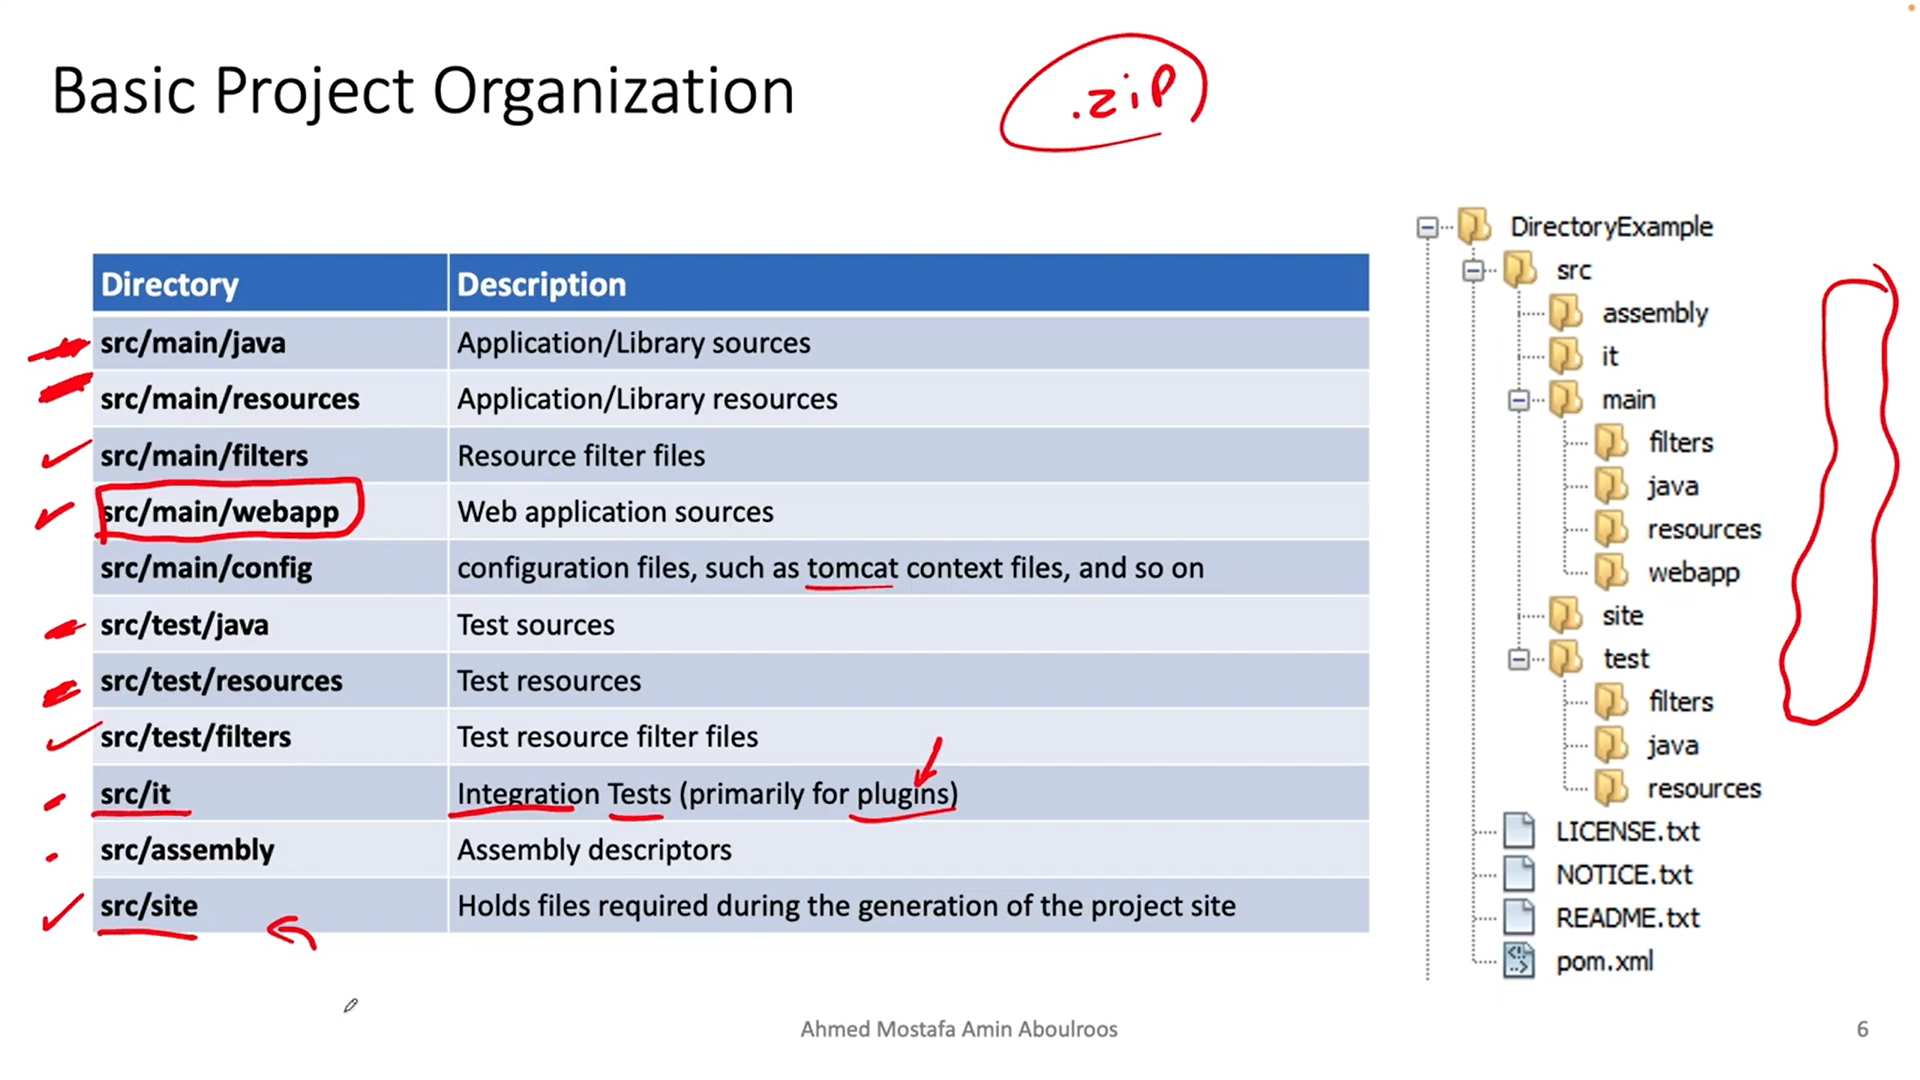 Basic Project Organization
.zip
Directory Description
src/main/java Application/Library sources
src/main/resources Application/Library resources
src/main/filters Resource filter files
src/main/webapp Web application sources
src/main/config configuration files, such as tomcat context files, and so on
src/test/java Test sources
src/test/resources Test resources
src/test/filters Test resource filter files
src/it Integration Tests (primarily for plugins)
src/assembly Assembly descriptors
src/site Holds files required during the generation of the project site
DirectoryExample
src
assembly
it
main
filters
java
resources
webapp
site
test
filters
java
resources
LICENSE.txt
NOTICE.txt
README.txt
pom.xml
Ahmed Mostafa Amin Aboulroos
6